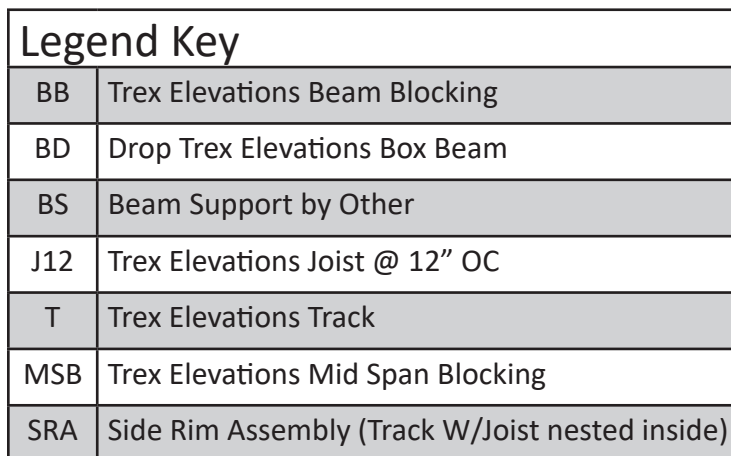 Legend Key
BB Trex Elevations Beam Blocking
BD Drop Trex Elevations Box Beam
BS Beam Support by Other
J12 Trex Elevations Joist @ 12” OC
T Trex Elevations Track
MSB Trex Elevations Mid Span Blocking
SRA Side Rim Assembly (Track W/Joist nested inside)